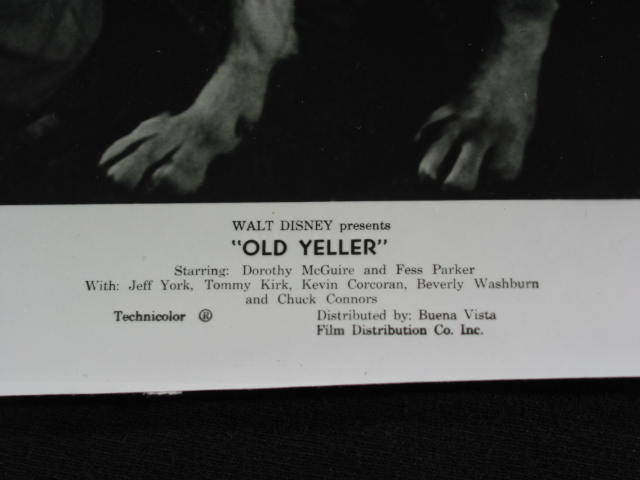 WALT DISNEY presents
"OLD YELLER"
Starring: Dorothy McGuire and Fess Parker
With: Jeff York, Tommy Kirk, Kevin Corcoran, Beverly Washburn
and Chuck Connors
Technicolor ®
Distributed by: Buena Vista
Film Distribution Co. Inc.